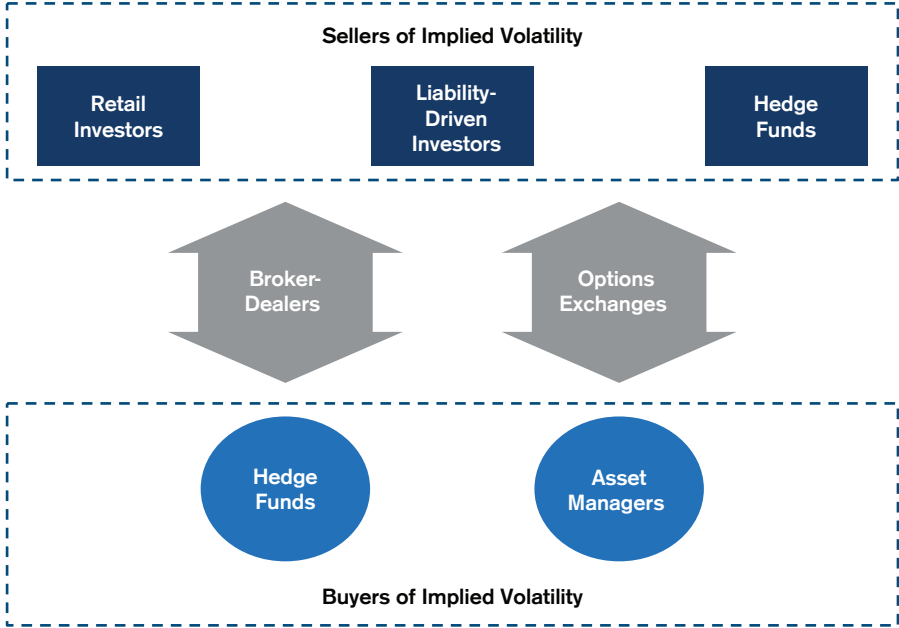 Sellers of Implied Volatility
Retail
Investors
Liability-
Driven
Investors
Hedge
Funds
Broker-
Dealers
Options
Exchanges
Hedge
Funds
Asset
Managers
Buyers of Implied Volatility